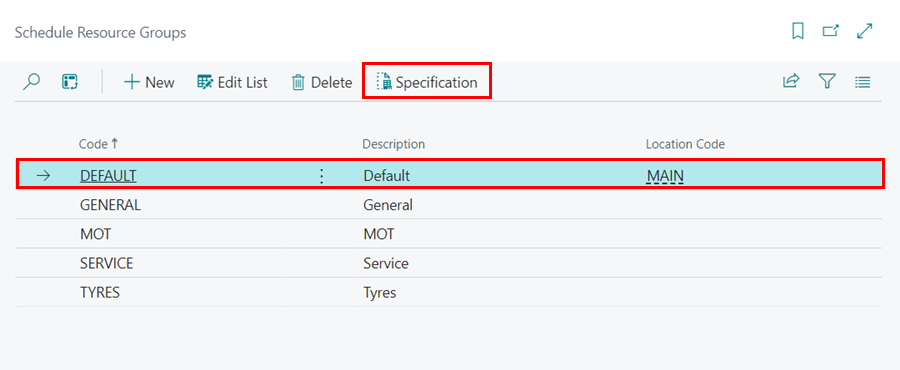 Schedule Resource Groups
New Edit List Delete Specification
Code ↑ Description Location Code
DEFAULT Default MAIN
GENERAL General
MOT MOT
SERVICE Service
TYRES Tyres